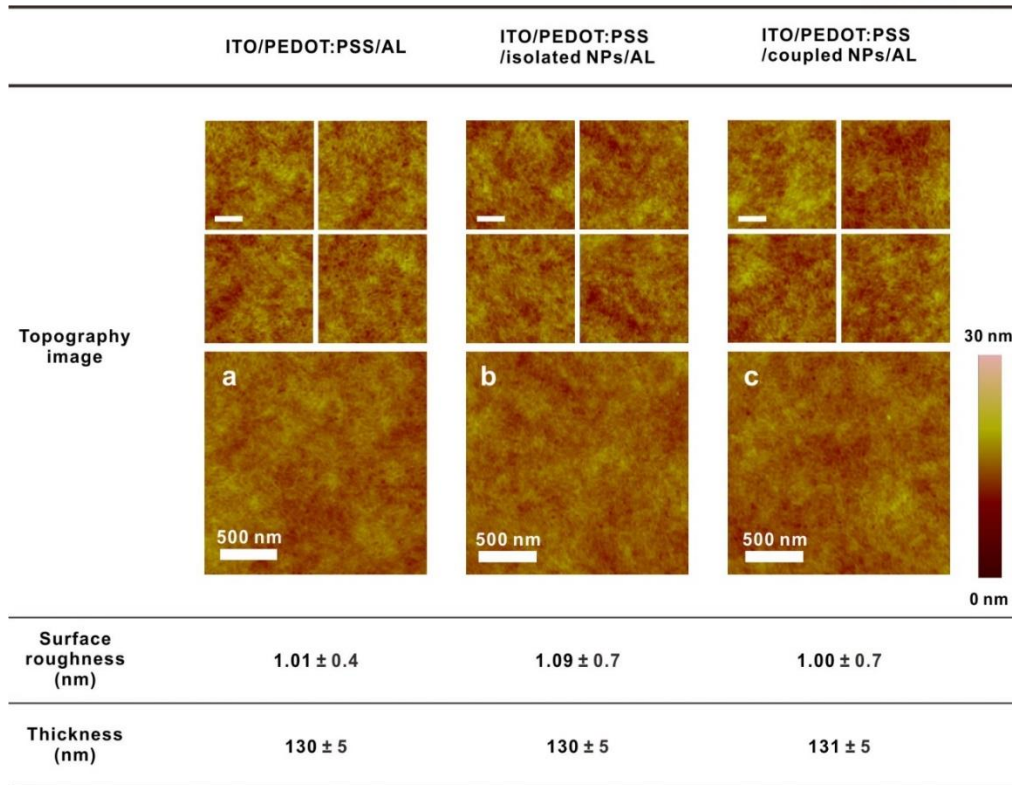 ITO/PEDOT:PSS/AL
ITO/PEDOT:PSS
/isolated NPs/AL
ITO/PEDOT:PSS
/coupled NPs/AL
Topography
image
a
500 nm
b
500 nm
c
500 nm
30 nm
0 nm
Surface
roughness
(nm)
1.01 ± 0.4
1.09 ± 0.7
1.00 ± 0.7
Thickness
(nm)
130 ± 5
130 ± 5
131 ± 5